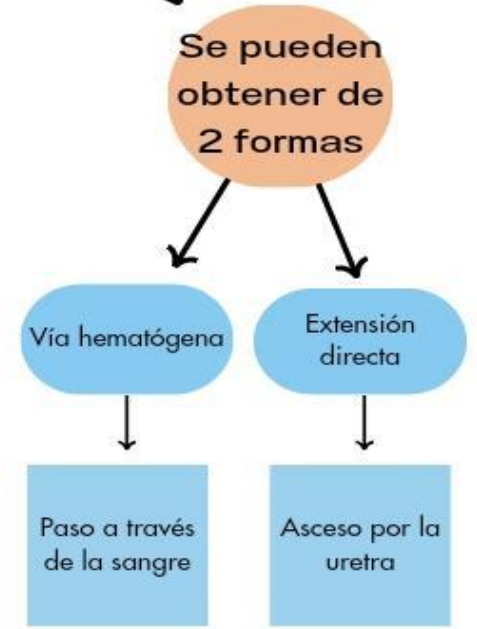 Se pueden
obtener de
2 formas
Vía hematógena
Extensión
directa
Paso a través
de la sangre
Asceso por la
uretra